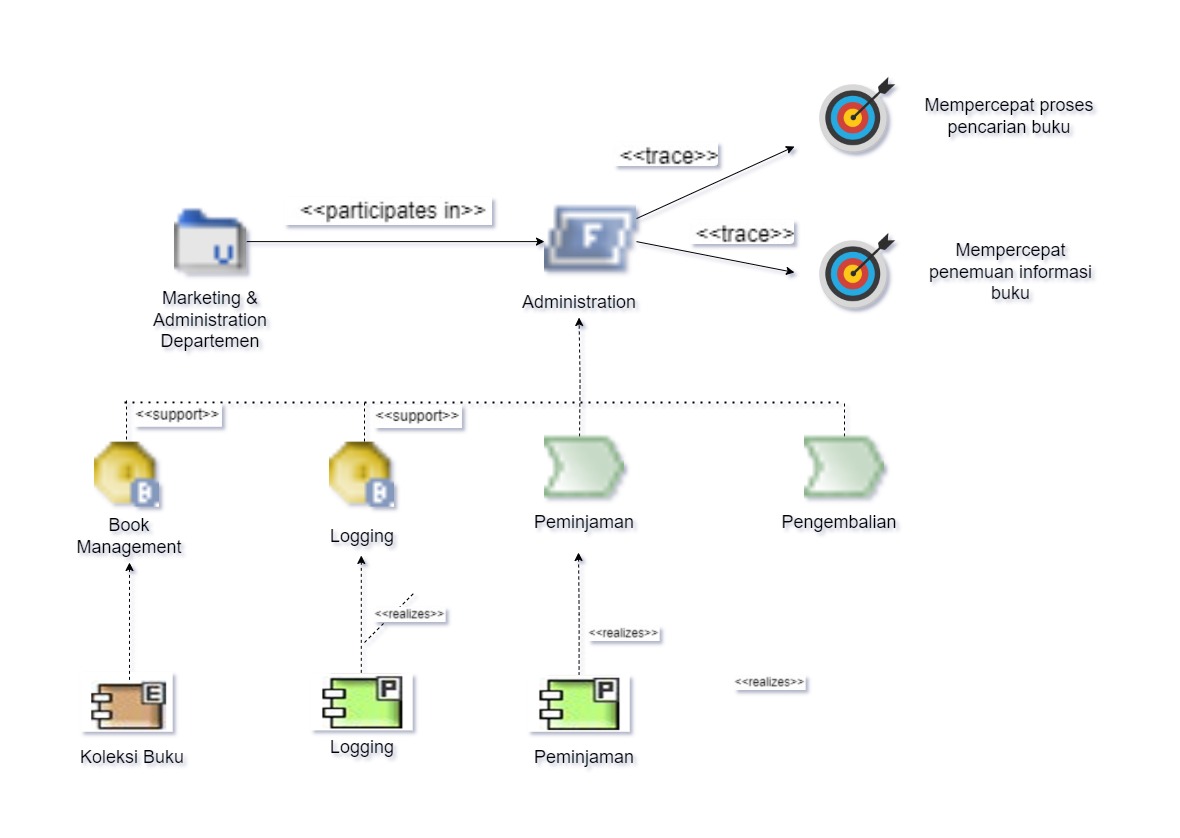 Mempercepat proses
pencarian buku
<<trace>>
<<participates in>>
F
<<trace>>
U
Mempercepat
penemuan informasi
buku
Marketing &
Administration
Departemen
Administration
<<support>>
<<support>>
B
B
Book
Management
Logging
Peminjaman
Pengembalian
<<realizes>>
<<realizes>>
<<realizes>>
E
P
P
Koleksi Buku
Logging
Peminjaman